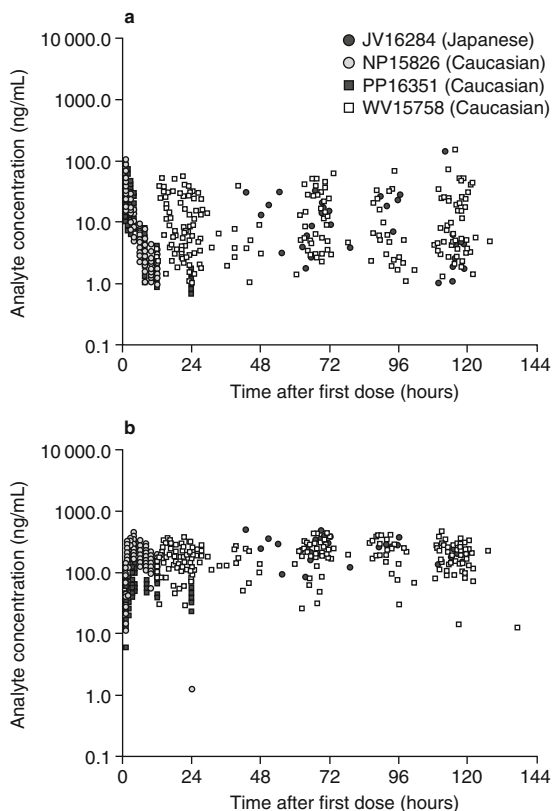 a
10 000.0
1000.0
100.0
10.0
1.0
0.1
Analyte concentration (ng/mL)
JV16284 (Japanese)
NP15826 (Caucasian)
PP16351 (Caucasian)
WV15758 (Caucasian)
0 24 48 72 96 120 144
Time after first dose (hours)
b
10 000.0
1000.0
100.0
10.0
1.0
0.1
Analyte concentration (ng/mL)
0 24 48 72 96 120 144
Time after first dose (hours)